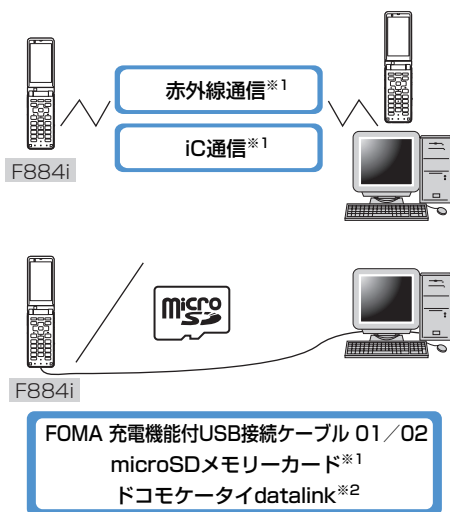 赤外線通信※1
iC通信※1
F884i
micro
SD
F884i
FOMA 充電機能付USB接続ケーブル 01／02
microSDメモリーカード※1
ドコモケータイdatalink※2